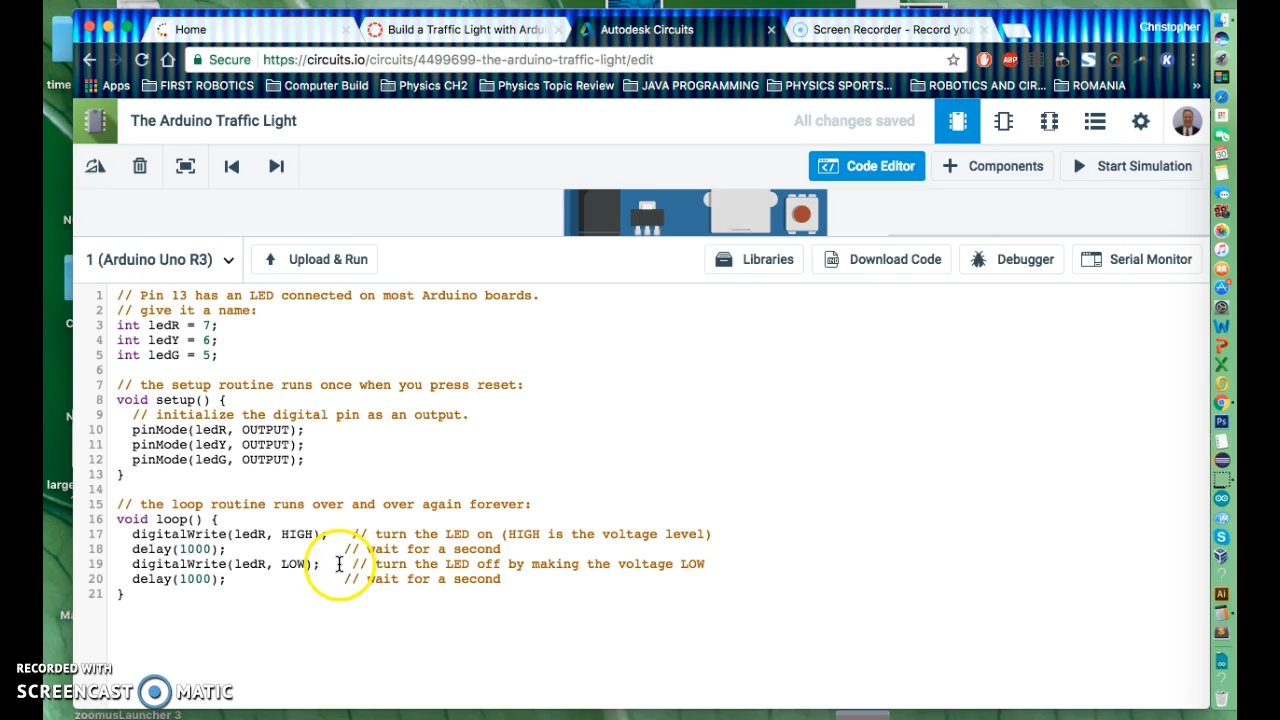 Home
Build a Traffic Light with Ardui
Autodesk Circuits
Screen Recorder - Record your
Christopher
Secure https://circuits.io/circuits/4499699-the-arduino-traffic-light/edit
Apps FIRST ROBOTICS Computer Build Physics CH2 Physics Topic Review JAVA PROGRAMMING PHYSICS SPORTS... ROBOTICS AND CIR... ROMANIA »
time
The Arduino Traffic Light
All changes saved
Code Editor
Components
Start Simulation
1 (Arduino Uno R3)
Upload & Run
Libraries
Download Code
Debugger
Serial Monitor
1 // Pin 13 has an LED connected on most Arduino boards.
2 // give it a name:
3 int ledR = 7;
4 int ledY = 6;
5 int ledG = 5;
6
7 // the setup routine runs once when you press reset:
8 void setup() {
9 // initialize the digital pin as an output.
10 pinMode(ledR, OUTPUT);
11 pinMode(ledY, OUTPUT);
12 pinMode(ledG, OUTPUT);
13 }
14
15 // the loop routine runs over and over again forever:
16 void loop() {
17 digitalWrite(ledR, HIGH); // turn the LED on (HIGH is the voltage level)
18 delay(1000); // wait for a second
19 digitalWrite(ledR, LOW); // turn the LED off by making the voltage LOW
20 delay(1000); // wait for a second
21 }
large
RECORDED WITH
SCREENCAST MATIC
zoomusLauncher 3